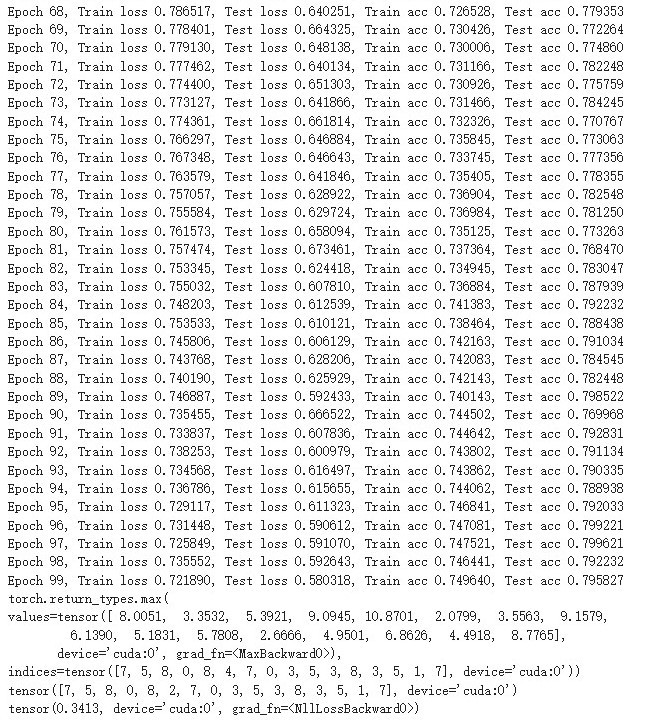 Epoch 68, Train loss 0.786517, Test loss 0.640251, Train acc 0.726528, Test acc 0.779353
Epoch 69, Train loss 0.778401, Test loss 0.664325, Train acc 0.730426, Test acc 0.772264
Epoch 70, Train loss 0.779130, Test loss 0.648138, Train acc 0.730006, Test acc 0.774860
Epoch 71, Train loss 0.777462, Test loss 0.640134, Train acc 0.731166, Test acc 0.782248
Epoch 72, Train loss 0.774400, Test loss 0.651303, Train acc 0.730926, Test acc 0.775759
Epoch 73, Train loss 0.773127, Test loss 0.641866, Train acc 0.731466, Test acc 0.784245
Epoch 74, Train loss 0.774361, Test loss 0.661814, Train acc 0.732326, Test acc 0.770767
Epoch 75, Train loss 0.766297, Test loss 0.646884, Train acc 0.735845, Test acc 0.773063
Epoch 76, Train loss 0.767348, Test loss 0.646643, Train acc 0.733745, Test acc 0.777356
Epoch 77, Train loss 0.763579, Test loss 0.641846, Train acc 0.735405, Test acc 0.778355
Epoch 78, Train loss 0.757057, Test loss 0.628922, Train acc 0.736904, Test acc 0.782548
Epoch 79, Train loss 0.755584, Test loss 0.629724, Train acc 0.736984, Test acc 0.781250
Epoch 80, Train loss 0.761573, Test loss 0.658094, Train acc 0.735125, Test acc 0.773263
Epoch 81, Train loss 0.757474, Test loss 0.673461, Train acc 0.737364, Test acc 0.768470
Epoch 82, Train loss 0.753345, Test loss 0.624418, Train acc 0.734945, Test acc 0.783047
Epoch 83, Train loss 0.755032, Test loss 0.607810, Train acc 0.736884, Test acc 0.787939
Epoch 84, Train loss 0.748203, Test loss 0.612539, Train acc 0.741383, Test acc 0.792232
Epoch 85, Train loss 0.753533, Test loss 0.610121, Train acc 0.738464, Test acc 0.788438
Epoch 86, Train loss 0.745806, Test loss 0.606129, Train acc 0.742163, Test acc 0.791034
Epoch 87, Train loss 0.743768, Test loss 0.628206, Train acc 0.742083, Test acc 0.784545
Epoch 88, Train loss 0.740190, Test loss 0.625929, Train acc 0.742143, Test acc 0.782448
Epoch 89, Train loss 0.746887, Test loss 0.592433, Train acc 0.740143, Test acc 0.798522
Epoch 90, Train loss 0.735455, Test loss 0.666522, Train acc 0.744502, Test acc 0.769968
Epoch 91, Train loss 0.733837, Test loss 0.607836, Train acc 0.744642, Test acc 0.792831
Epoch 92, Train loss 0.738253, Test loss 0.600979, Train acc 0.743802, Test acc 0.791134
Epoch 93, Train loss 0.734568, Test loss 0.616497, Train acc 0.743862, Test acc 0.790335
Epoch 94, Train loss 0.736786, Test loss 0.615655, Train acc 0.744062, Test acc 0.788938
Epoch 95, Train loss 0.729117, Test loss 0.611323, Train acc 0.746841, Test acc 0.792033
Epoch 96, Train loss 0.731448, Test loss 0.590612, Train acc 0.747081, Test acc 0.799221
Epoch 97, Train loss 0.725849, Test loss 0.591070, Train acc 0.747521, Test acc 0.799621
Epoch 98, Train loss 0.735552, Test loss 0.592643, Train acc 0.746441, Test acc 0.792232
Epoch 99, Train loss 0.721890, Test loss 0.580318, Train acc 0.749640, Test acc 0.795827
torch.return_types.max(
values=tensor([ 8.0051, 3.3532, 5.3921, 9.0945, 10.8701, 2.0799, 3.5563, 9.1579,
6.1390, 5.1831, 5.7808, 2.6666, 4.9501, 6.8626, 4.4918, 8.7765],
device='cuda:0', grad_fn=<MaxBackward0>),
indices=tensor([7, 5, 8, 0, 8, 4, 7, 0, 3, 5, 3, 8, 3, 5, 1, 7], device='cuda:0'))
tensor([7, 5, 8, 0, 8, 2, 7, 0, 3, 5, 3, 8, 3, 5, 1, 7], device='cuda:0')
tensor(0.3413, device='cuda:0', grad_fn=<NllLossBackward0>)